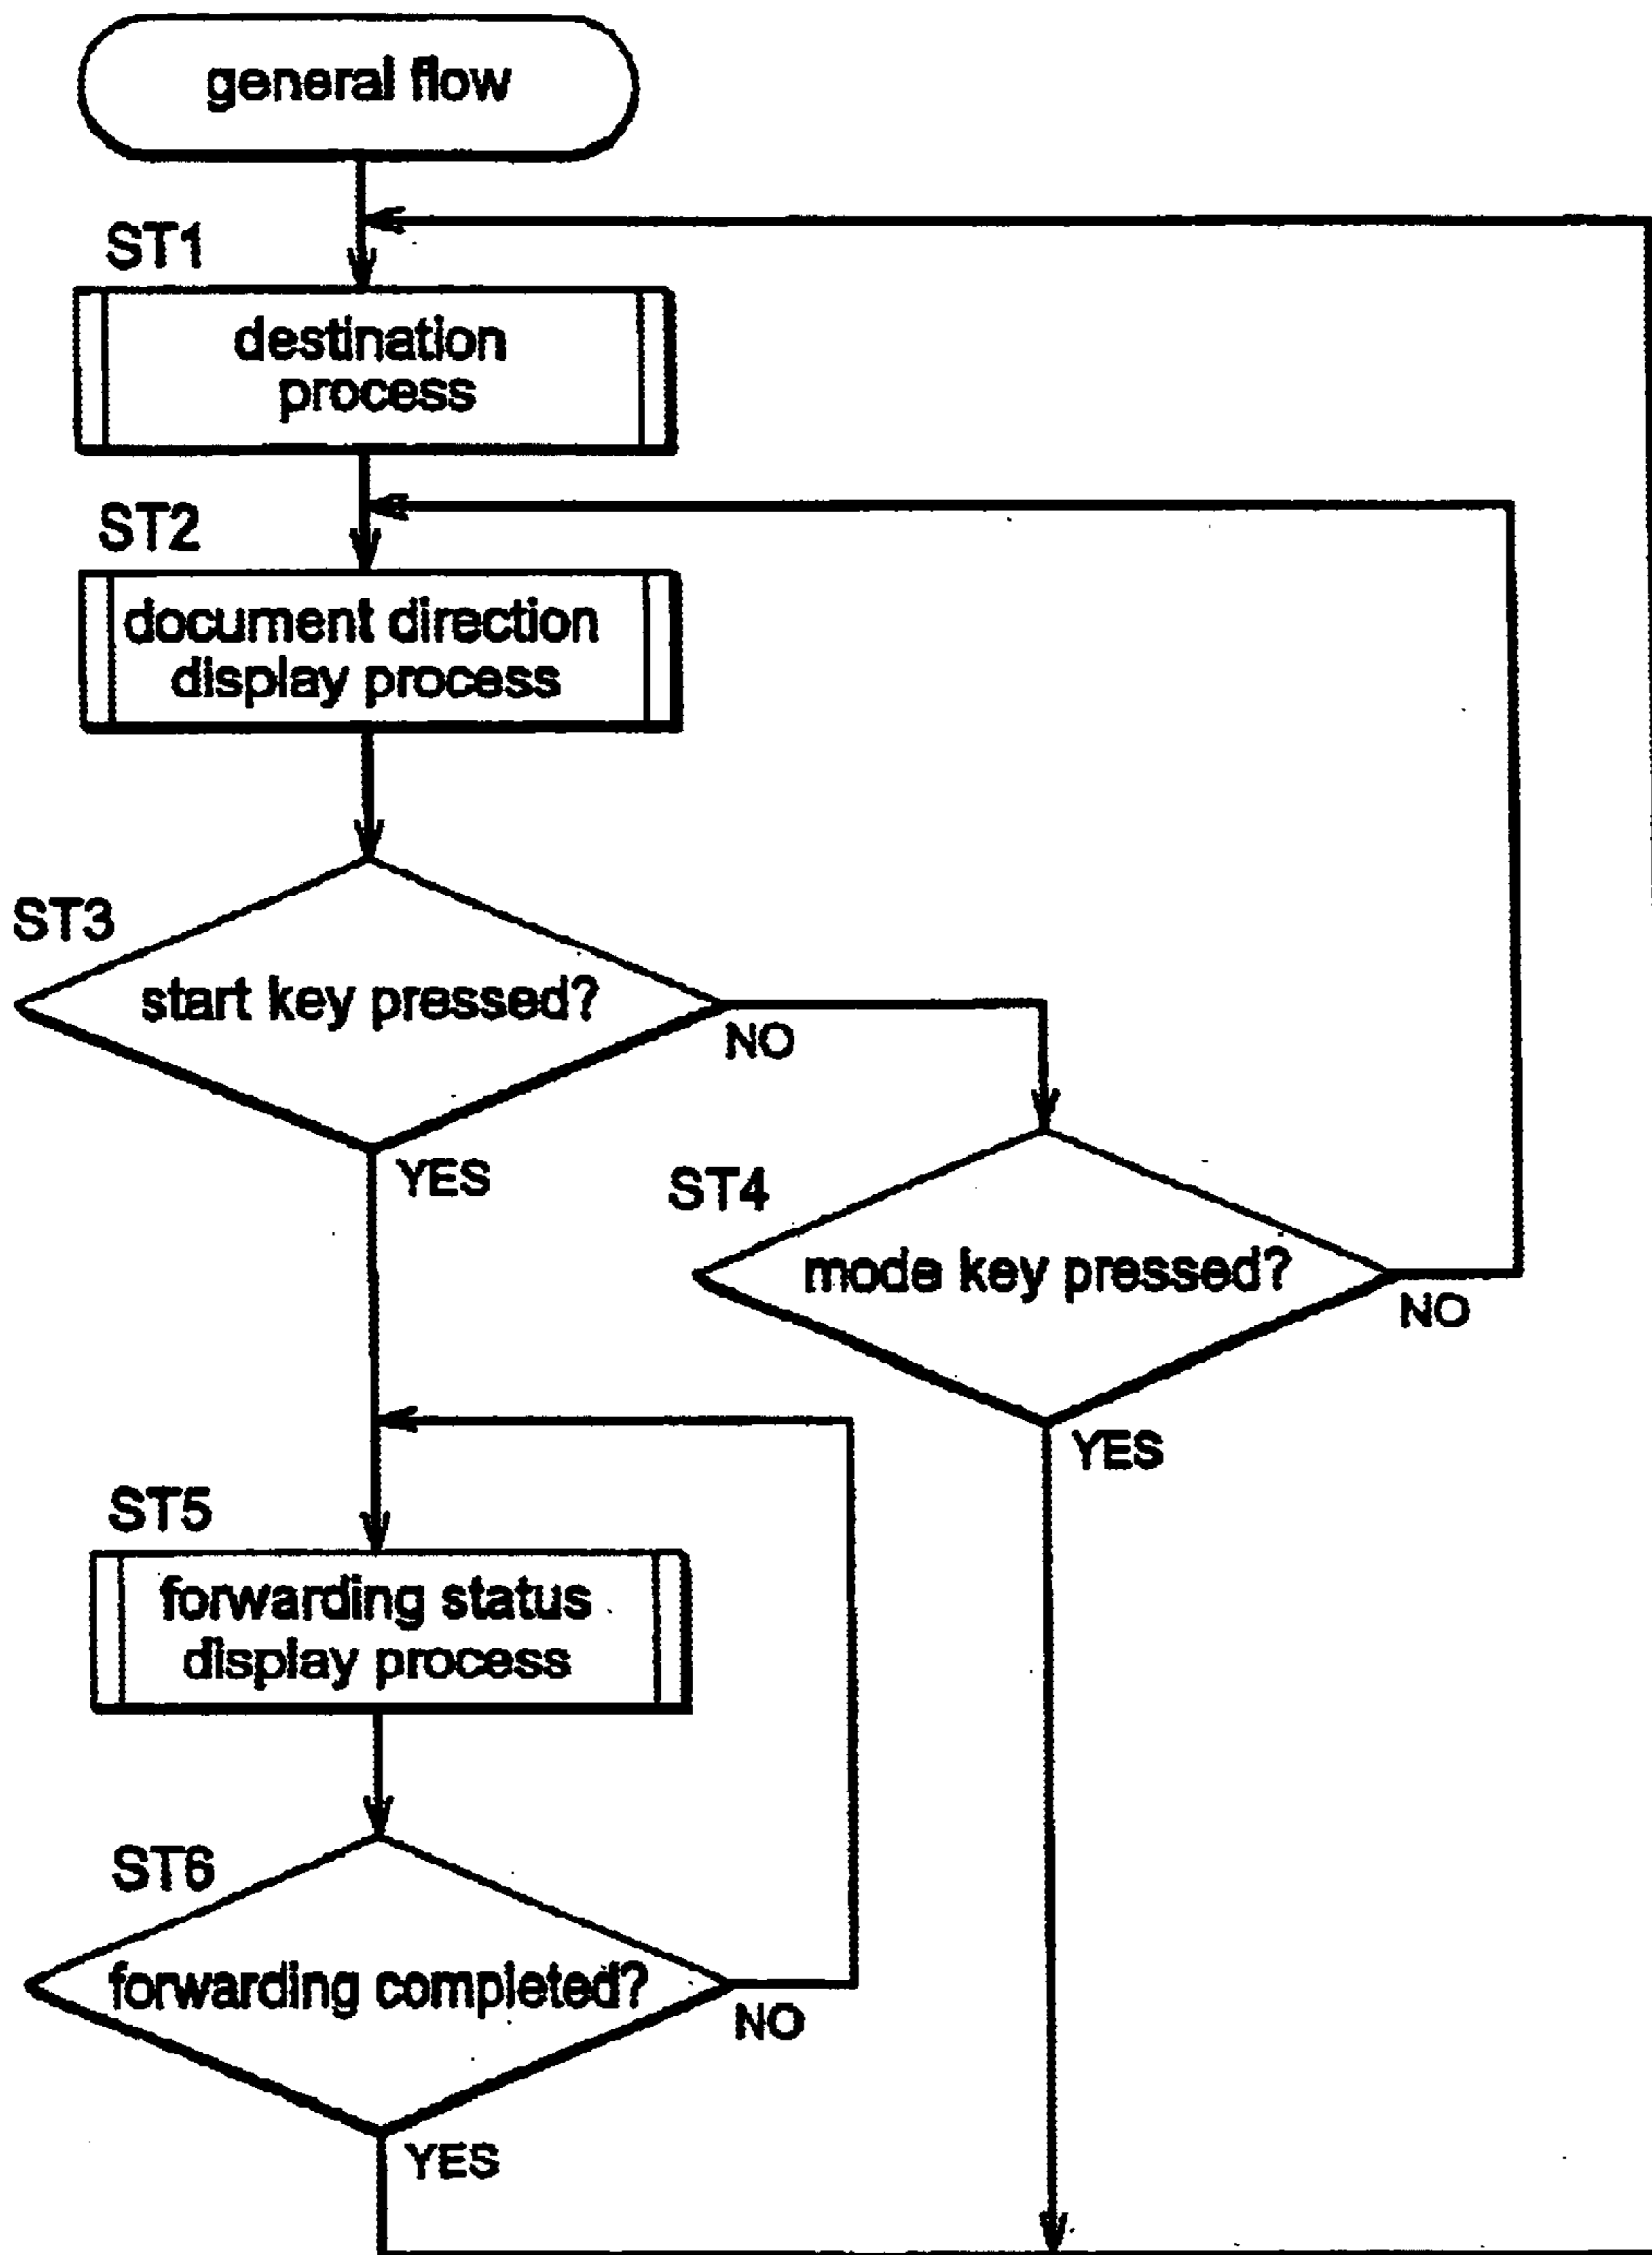 general flow
ST1
destination
process
ST2
document direction
display process
ST3
start key pressed?
NO
YES
ST4
mode key pressed?
NO
YES
ST5
forwarding status
display process
ST6
forwarding completed?
NO
YES